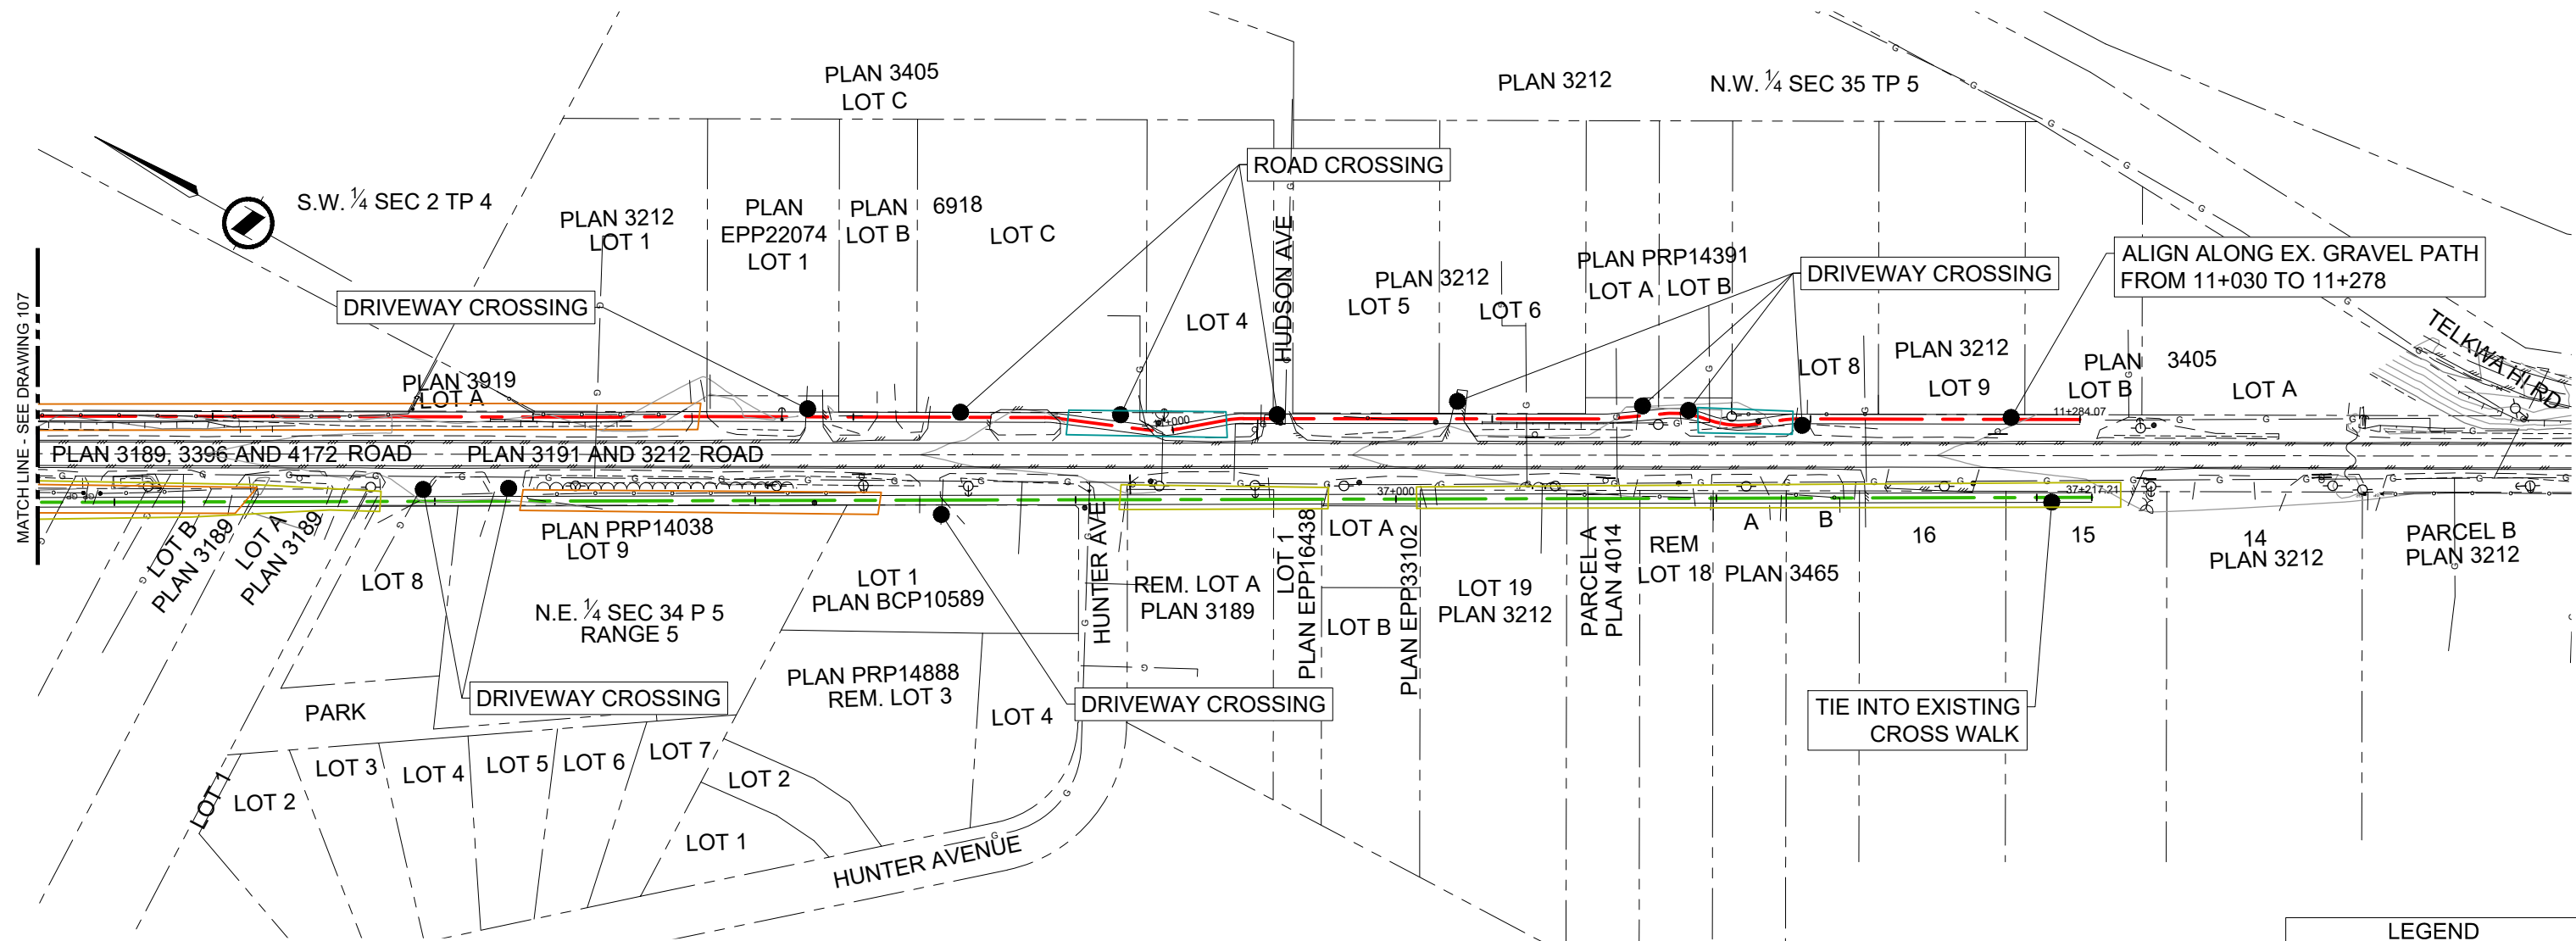 PLAN 3405
LOT C
PLAN 3212
N.W. ¼ SEC 35 TP 5
ROAD CROSSING
S.W. ¼ SEC 2 TP 4
PLAN 3212
LOT 1
PLAN
EPP22074
LOT 1
PLAN 6918
LOT B
LOT C
HUDSON AVE
LOT 4
PLAN 3212
LOT 5
LOT 6
PLAN PRP14391
LOT A LOT B
DRIVEWAY CROSSING
ALIGN ALONG EX. GRAVEL PATH
FROM 11+030 TO 11+278
DRIVEWAY CROSSING
MATCH LINE - SEE DRAWING 107
PLAN 3919
LOT A
LOT 8
PLAN 3212
LOT 9
PLAN 3405
LOT B
LOT A
TELKWA HI RD
11+284.07
PLAN 3189, 3396 AND 4172 ROAD
PLAN 3191 AND 3212 ROAD
37+000
37+217.21
LOT B
PLAN 3189
LOT A
PLAN 3189
LOT 8
PLAN PRP14038
LOT 9
N.E. ¼ SEC 34 P 5
RANGE 5
LOT 1
PLAN BCP10589
HUNTER AVE
REM. LOT A
PLAN 3189
LOT 1
PLAN EPP16438
LOT A
LOT B
PLAN EPP33102
LOT 19
PLAN 3212
PARCEL A
PLAN 4014
REM
LOT 18
A
B
PLAN 3465
16
15
14
PLAN 3212
PARCEL B
PLAN 3212
DRIVEWAY CROSSING
PLAN PRP14888
REM. LOT 3
LOT 4
DRIVEWAY CROSSING
TIE INTO EXISTING
CROSS WALK
PARK
LOT 1
LOT 2
LOT 3
LOT 4
LOT 5
LOT 6
LOT 7
LOT 2
LOT 1
HUNTER AVENUE
LEGEND